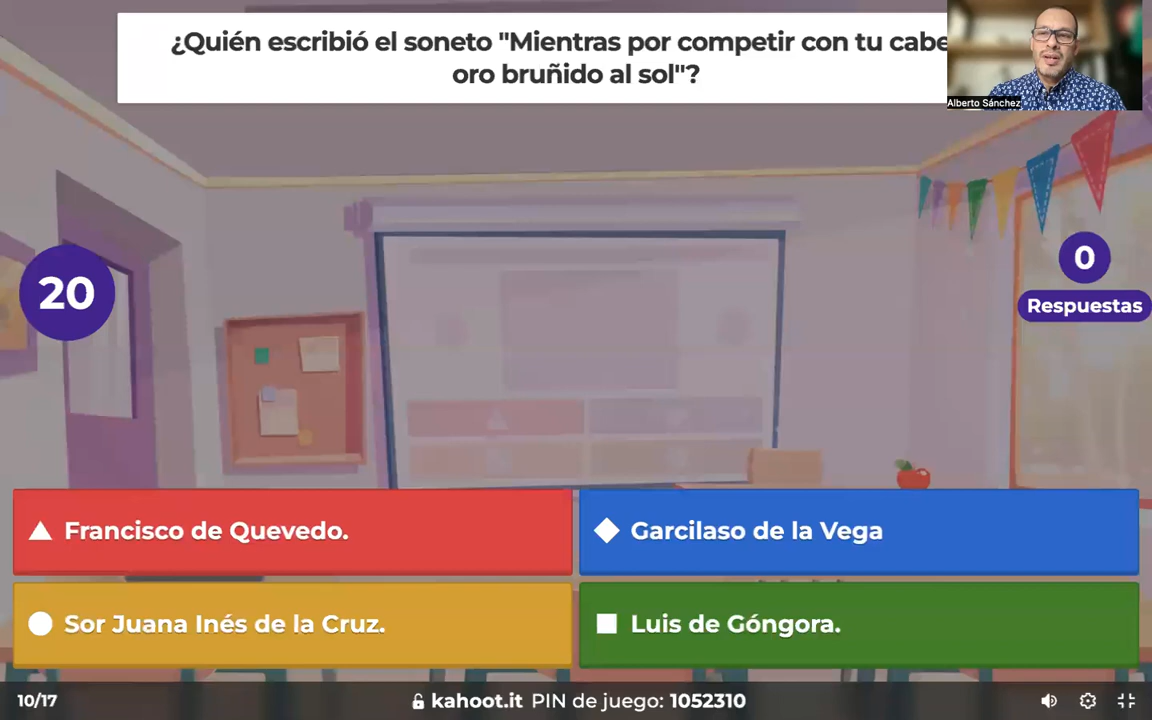 ¿Quién escribió el soneto "Mientras por competir con tu cabe
oro bruñido al sol"?
Alberto Sánchez
20
0
Respuestas
Francisco de Quevedo.
Garcilaso de la Vega
Sor Juana Inés de la Cruz.
Luis de Góngora.
10/17
kahoot.it PIN de juego: 1052310